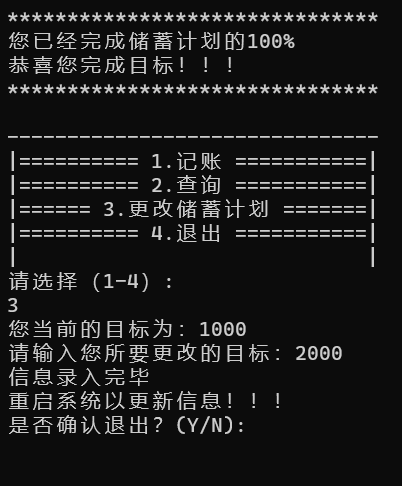 *******************************
您已经完成储蓄计划的100%
恭喜您完成目标！！！
*******************************
-------------------------------
|========== 1.记账 ===========|
|========== 2.查询 ===========|
|====== 3.更改储蓄计划 =======|
|========== 4.退出 ===========|
|                             |
请选择（1-4）:
3
您当前的目标为：1000
请输入您所要更改的目标：2000
信息录入完毕
重启系统以更新信息！！！
是否确认退出？(Y/N):